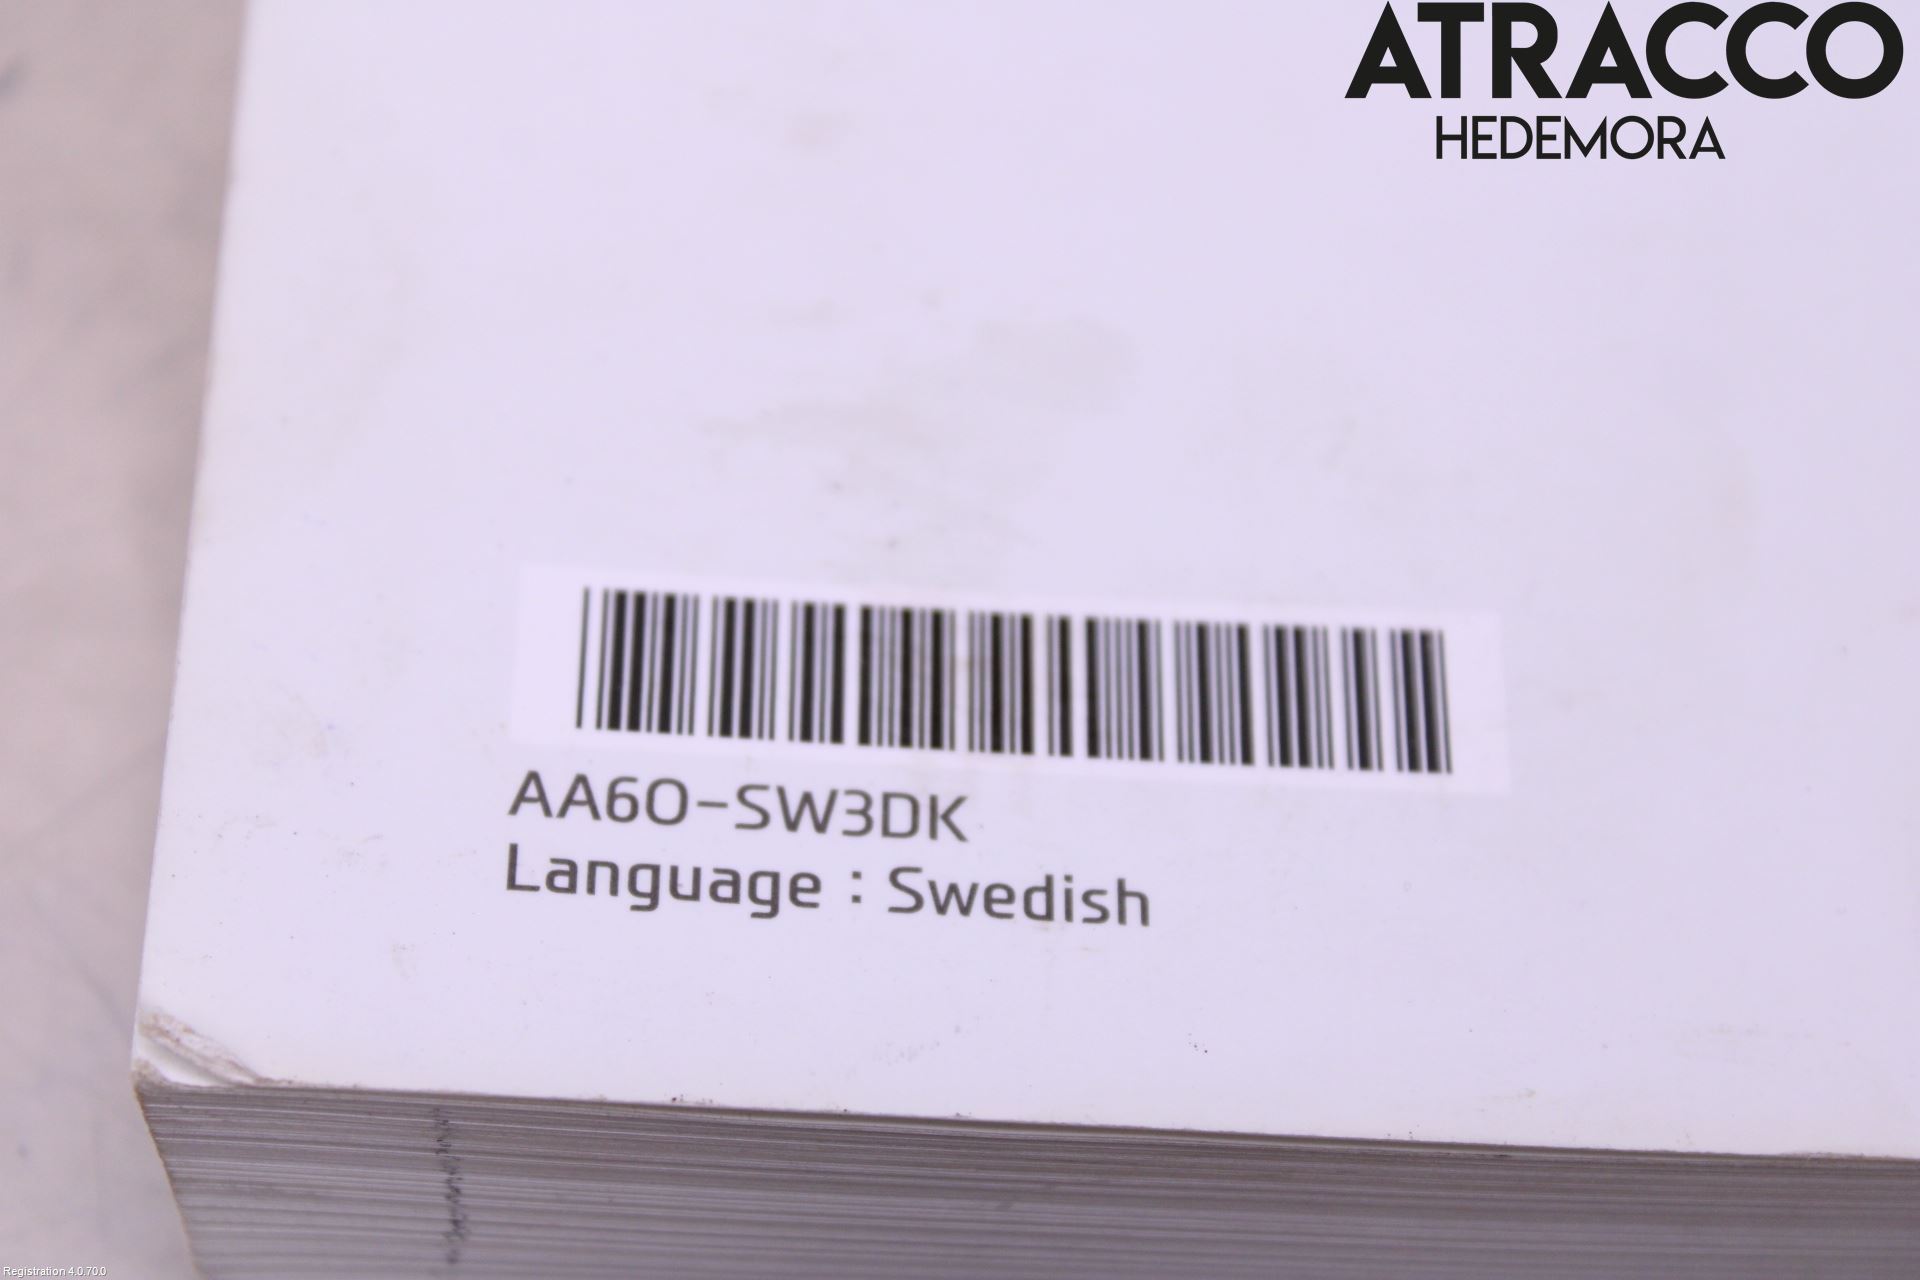 ATRACCO
HEDEMORA
AA60-SW3DK
Language : Swedish
Registration 4.0.70.0